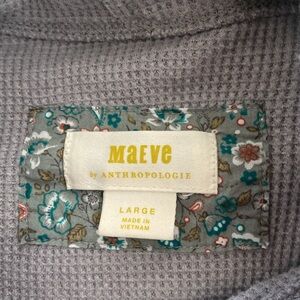 MAEVE
by ANTHROPOLOGIE
LARGE
MADE IN
VIETNAM